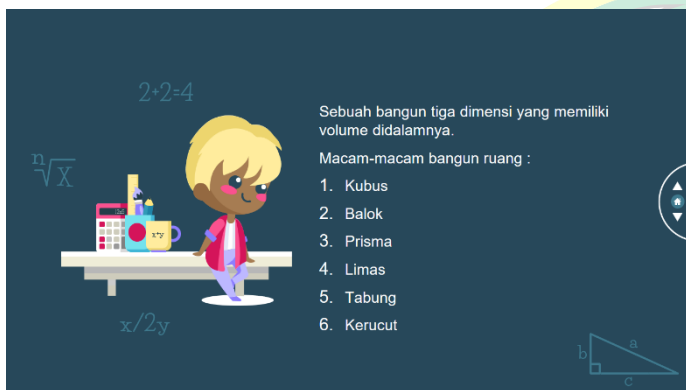 2+2=4
n√X
x+y
x/2y
Sebuah bangun tiga dimensi yang memiliki
volume didalamnya.
Macam-macam bangun ruang :
1. Kubus
2. Balok
3. Prisma
4. Limas
5. Tabung
6. Kerucut
a
b
c